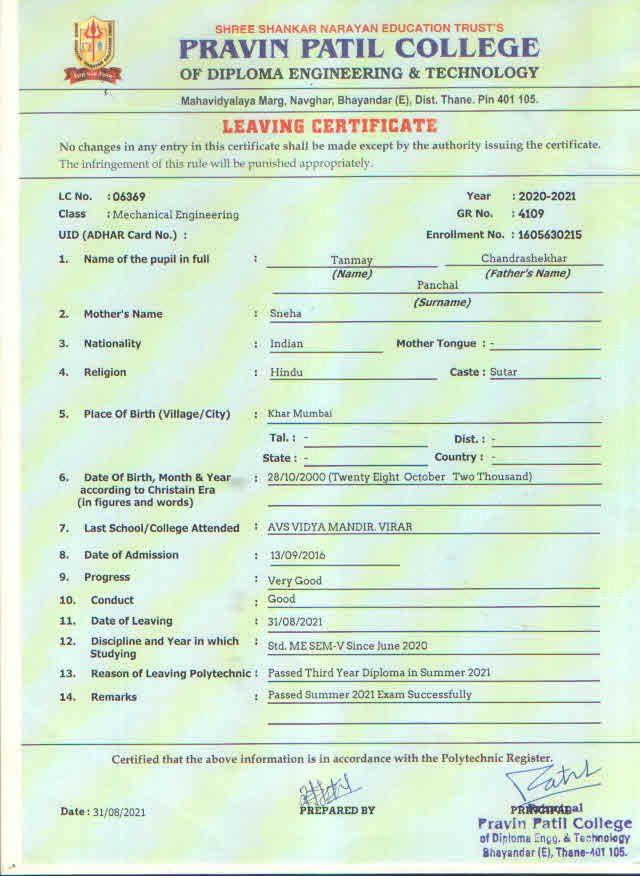 SHREE SHANKAR NARAYAN EDUCATION TRUST'S
PRAVIN PATIL COLLEGE
OF DIPLOMA ENGINEERING & TECHNOLOGY
Mahavidyalaya Marg, Navghar, Bhayandar (E), Dist. Thane. Pin 401 105.
LEAVING CERTIFICATE
No changes in any entry in this certificate shall be made except by the authority issuing the certificate.
The infringement of this rule will be punished appropriately.
LC No. : 06369 Year : 2020-2021
Class : Mechanical Engineering GR No. : 4109
UID (ADHAR Card No.) : Enrollment No. : 1605630215
1. Name of the pupil in full : Tanmay Chandrashekhar
(Name) (Father's Name)
Panchal
(Surname)
2. Mother's Name : Sneha
3. Nationality : Indian Mother Tongue : -
4. Religion : Hindu Caste : Sutar
5. Place Of Birth (Village/City) : Khar Mumbai
Tal. : - Dist. : -
State : - Country : -
6. Date Of Birth, Month & Year : 28/10/2000 (Twenty Eight October Two Thousand)
according to Christain Era
(in figures and words)
7. Last School/College Attended : AVS VIDYA MANDIR. VIRAR
8. Date of Admission : 13/09/2016
9. Progress : Very Good
10. Conduct : Good
11. Date of Leaving : 31/08/2021
12. Discipline and Year in which : Std. ME SEM-V Since June 2020
Studying
13. Reason of Leaving Polytechnic : Passed Third Year Diploma in Summer 2021
14. Remarks : Passed Summer 2021 Exam Successfully
Certified that the above information is in accordance with the Polytechnic Register.
Date : 31/08/2021 PREPARED BY PRINCIPAL
Principal
Pravin Patil College
of Diploma Engg. & Technology
Bhayandar (E), Thane-401 105.